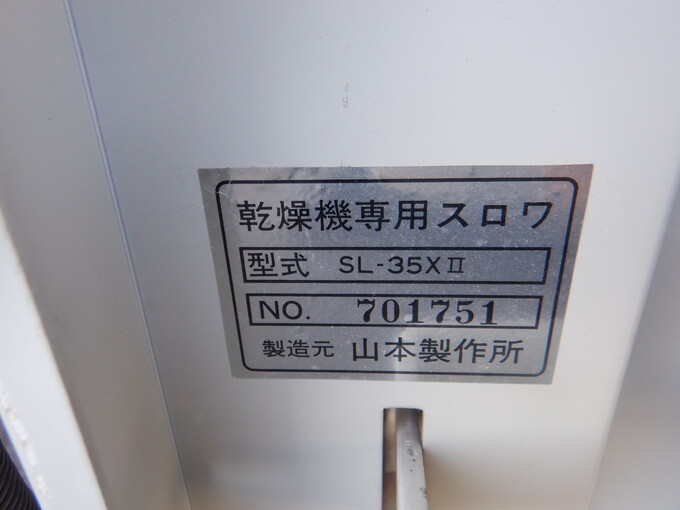 乾燥機専用スロワ
型式 SL-35XⅡ
NO. 701751
製造元 山本製作所